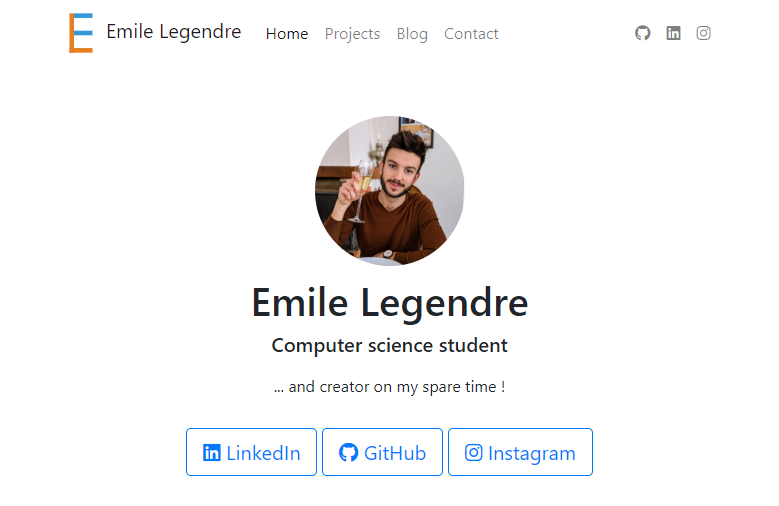 E Emile Legendre Home Projects Blog Contact
Emile Legendre
Computer science student
... and creator on my spare time !
LinkedIn GitHub Instagram